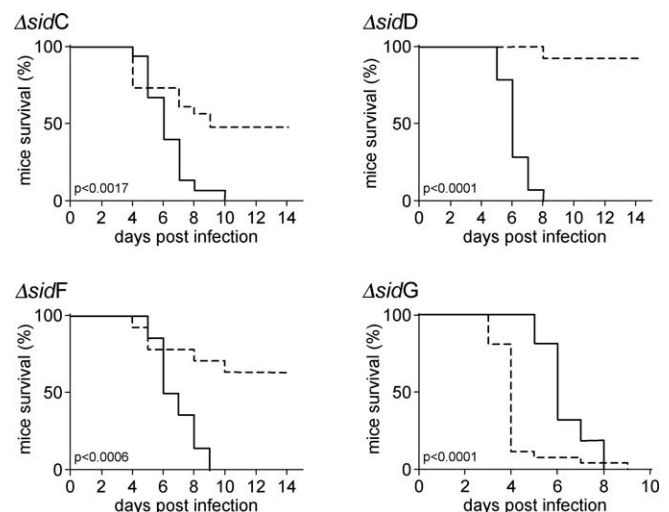 ΔsidC
mice survival (%)
100
50
0
p<0.0017
0 2 4 6 8 10 12 14
days post infection
ΔsidD
mice survival (%)
100
50
0
p<0.0001
0 2 4 6 8 10 12 14
days post infection
ΔsidF
mice survival (%)
100
50
0
p<0.0006
0 2 4 6 8 10 12 14
days post infection
ΔsidG
mice survival (%)
100
50
0
p<0.0001
0 2 4 6 8 10
days post infection